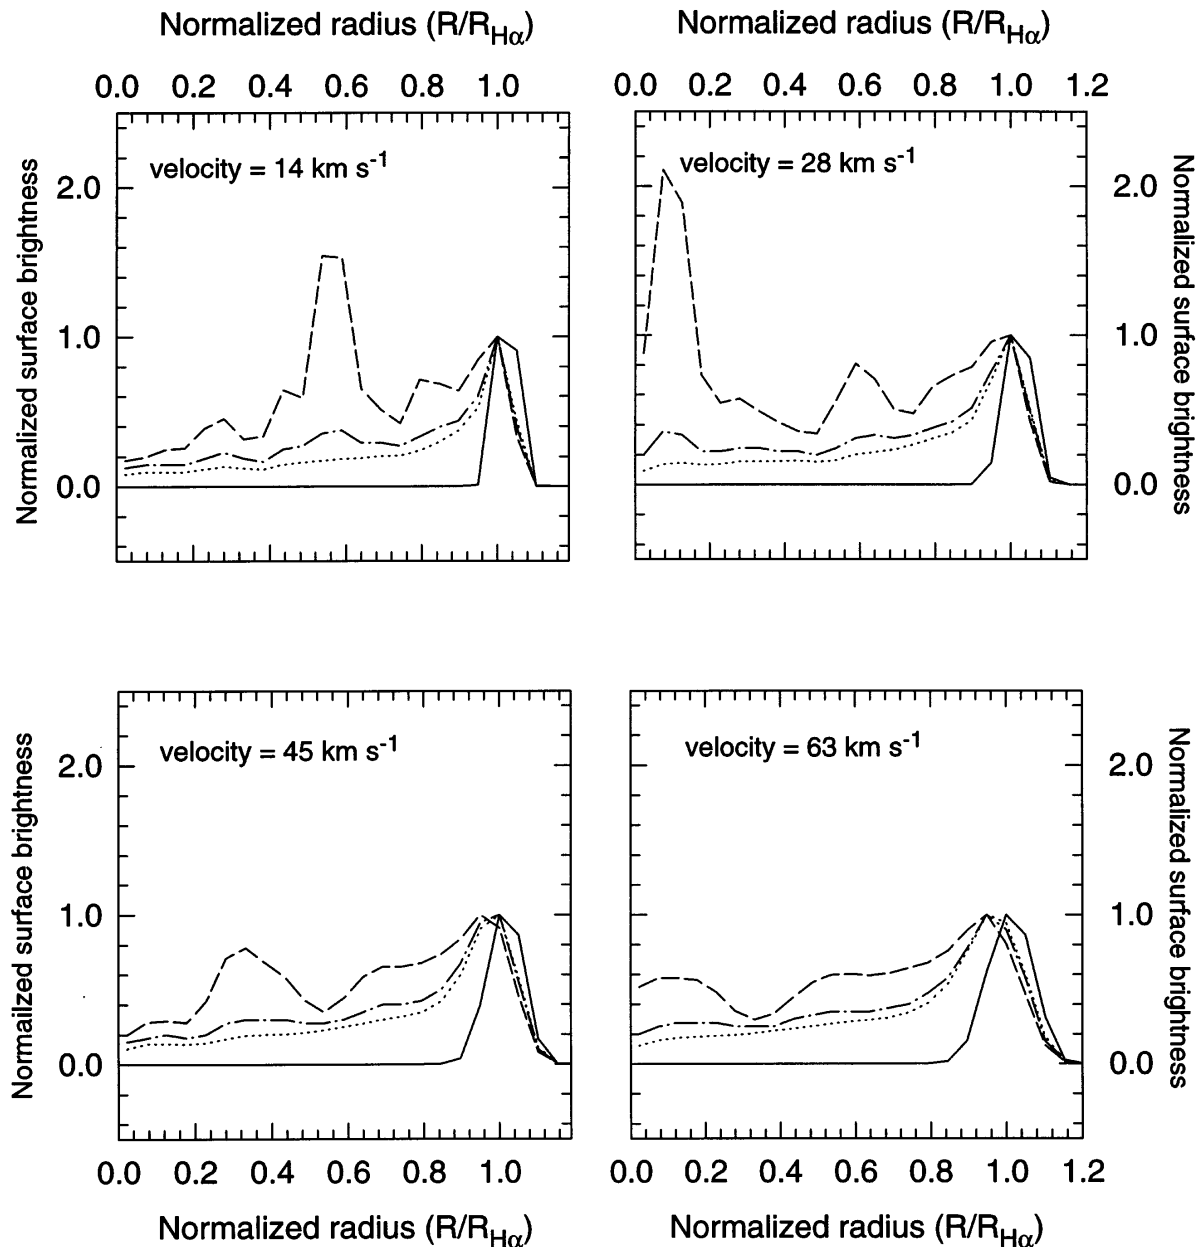 Normalized radius (R/R_Hα)
Normalized radius (R/R_Hα)
0.0 0.2 0.4 0.6 0.8 1.0
0.0 0.2 0.4 0.6 0.8 1.0 1.2
velocity = 14 km s⁻¹
velocity = 28 km s⁻¹
Normalized surface brightness
2.0
1.0
0.0
2.0
1.0
0.0
Normalized surface brightness
velocity = 45 km s⁻¹
velocity = 63 km s⁻¹
Normailzed surface brightness
2.0
1.0
0.0
2.0
1.0
0.0
Normalized surface brightness
0.0 0.2 0.4 0.6 0.8 1.0
0.0 0.2 0.4 0.6 0.8 1.0 1.2
Normalized radius (R/R_Hα)
Normalized radius (R/R_Hα)